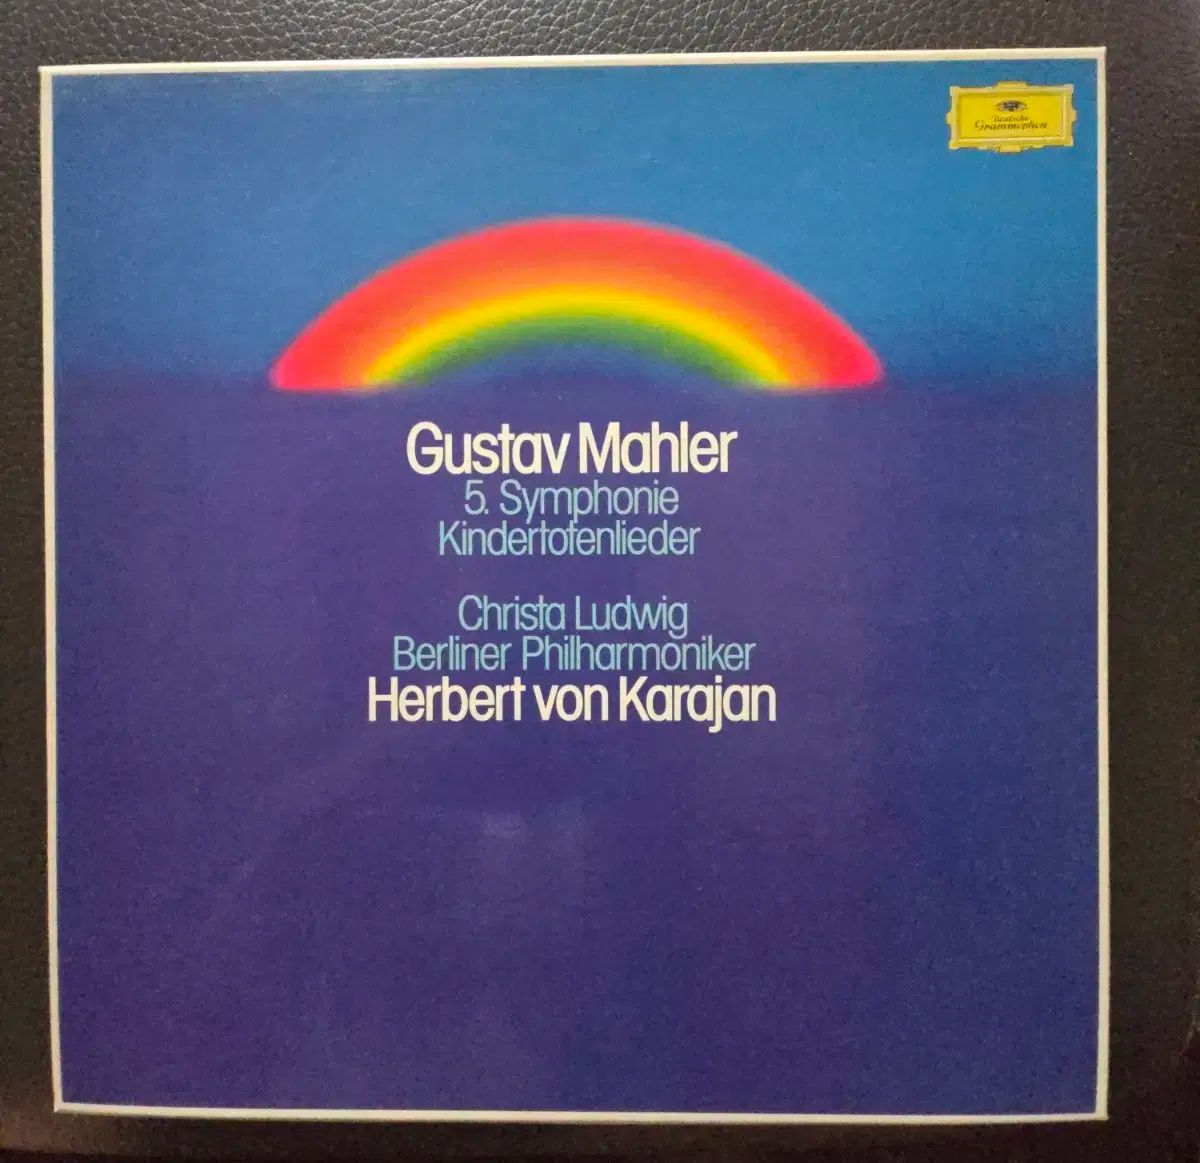 Deutsche
Grammophon
Gustav Mahler
5. Symphonie
Kindertotenlieder
Christa Ludwig
Berliner Philharmoniker
Herbert von Karajan